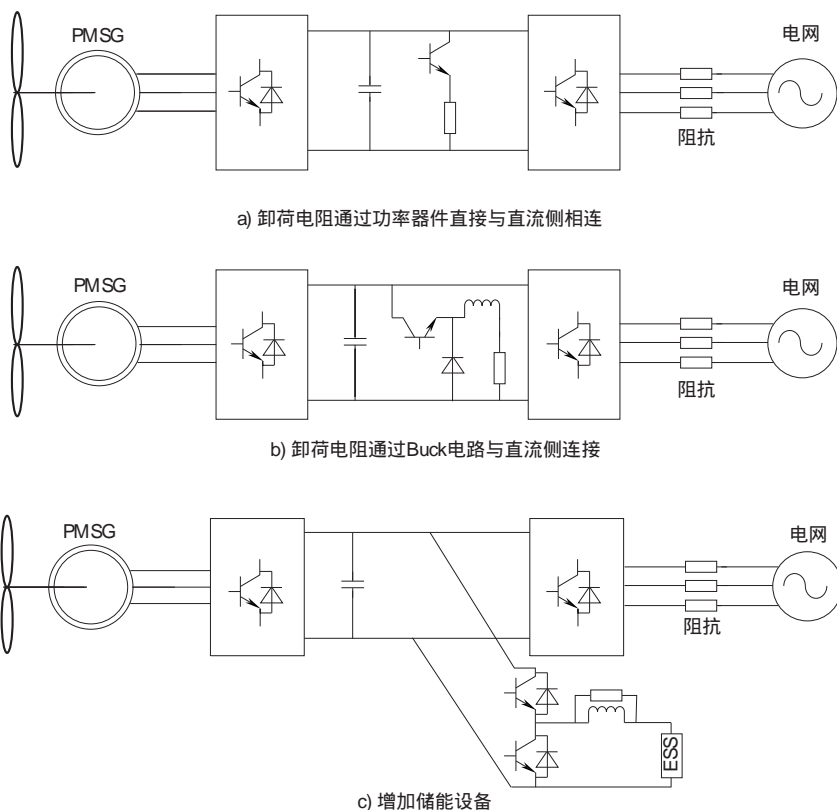 PMSG
电网
阻抗
a) 卸荷电阻通过功率器件直接与直流侧相连
PMSG
电网
阻抗
b) 卸荷电阻通过Buck电路与直流侧连接
PMSG
电网
阻抗
ESS
c) 增加储能设备